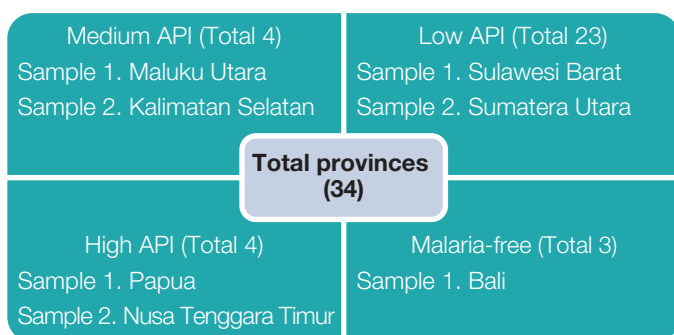 Medium API (Total 4)
Sample 1. Maluku Utara
Sample 2. Kalimatan Selatan
Low API (Total 23)
Sample 1. Sulawesi Barat
Sample 2. Sumatera Utara
Total provinces
(34)
High API (Total 4)
Sample 1. Papua
Sample 2. Nusa Tenggara Timur
Malaria-free (Total 3)
Sample 1. Bali